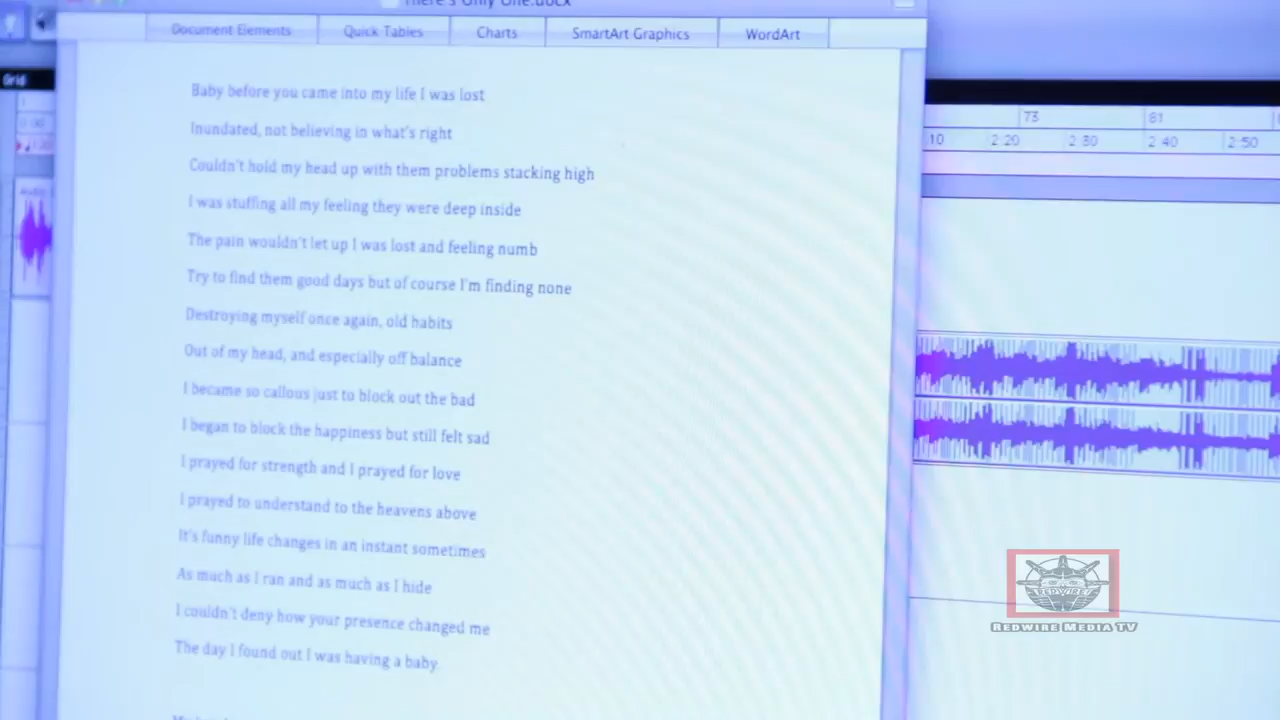 There's Only One.docx
Document Elements
Quick Tables
Charts
SmartArt Graphics
WordArt
Grid
Baby before you came into my life I was lost
Inundated, not believing in what's right
Couldn't hold my head up with them problems stacking high
I was stuffing all my feeling they were deep inside
The pain wouldn't let up I was lost and feeling numb
Try to find them good days but of course I'm finding none
Destroying myself once again, old habits
Out of my head, and especially off balance
I became so callous just to block out the bad
I began to block the happiness but still felt sad
I prayed for strength and I prayed for love
I prayed to understand to the heavens above
It's funny life changes in an instant sometimes
As much as I ran and as much as I hide
I couldn't deny how your presence changed me
The day I found out I was having a baby
73
81
10
2:20
2:30
2:40
2:50
REDWIRE
REDWIRE MEDIA TV